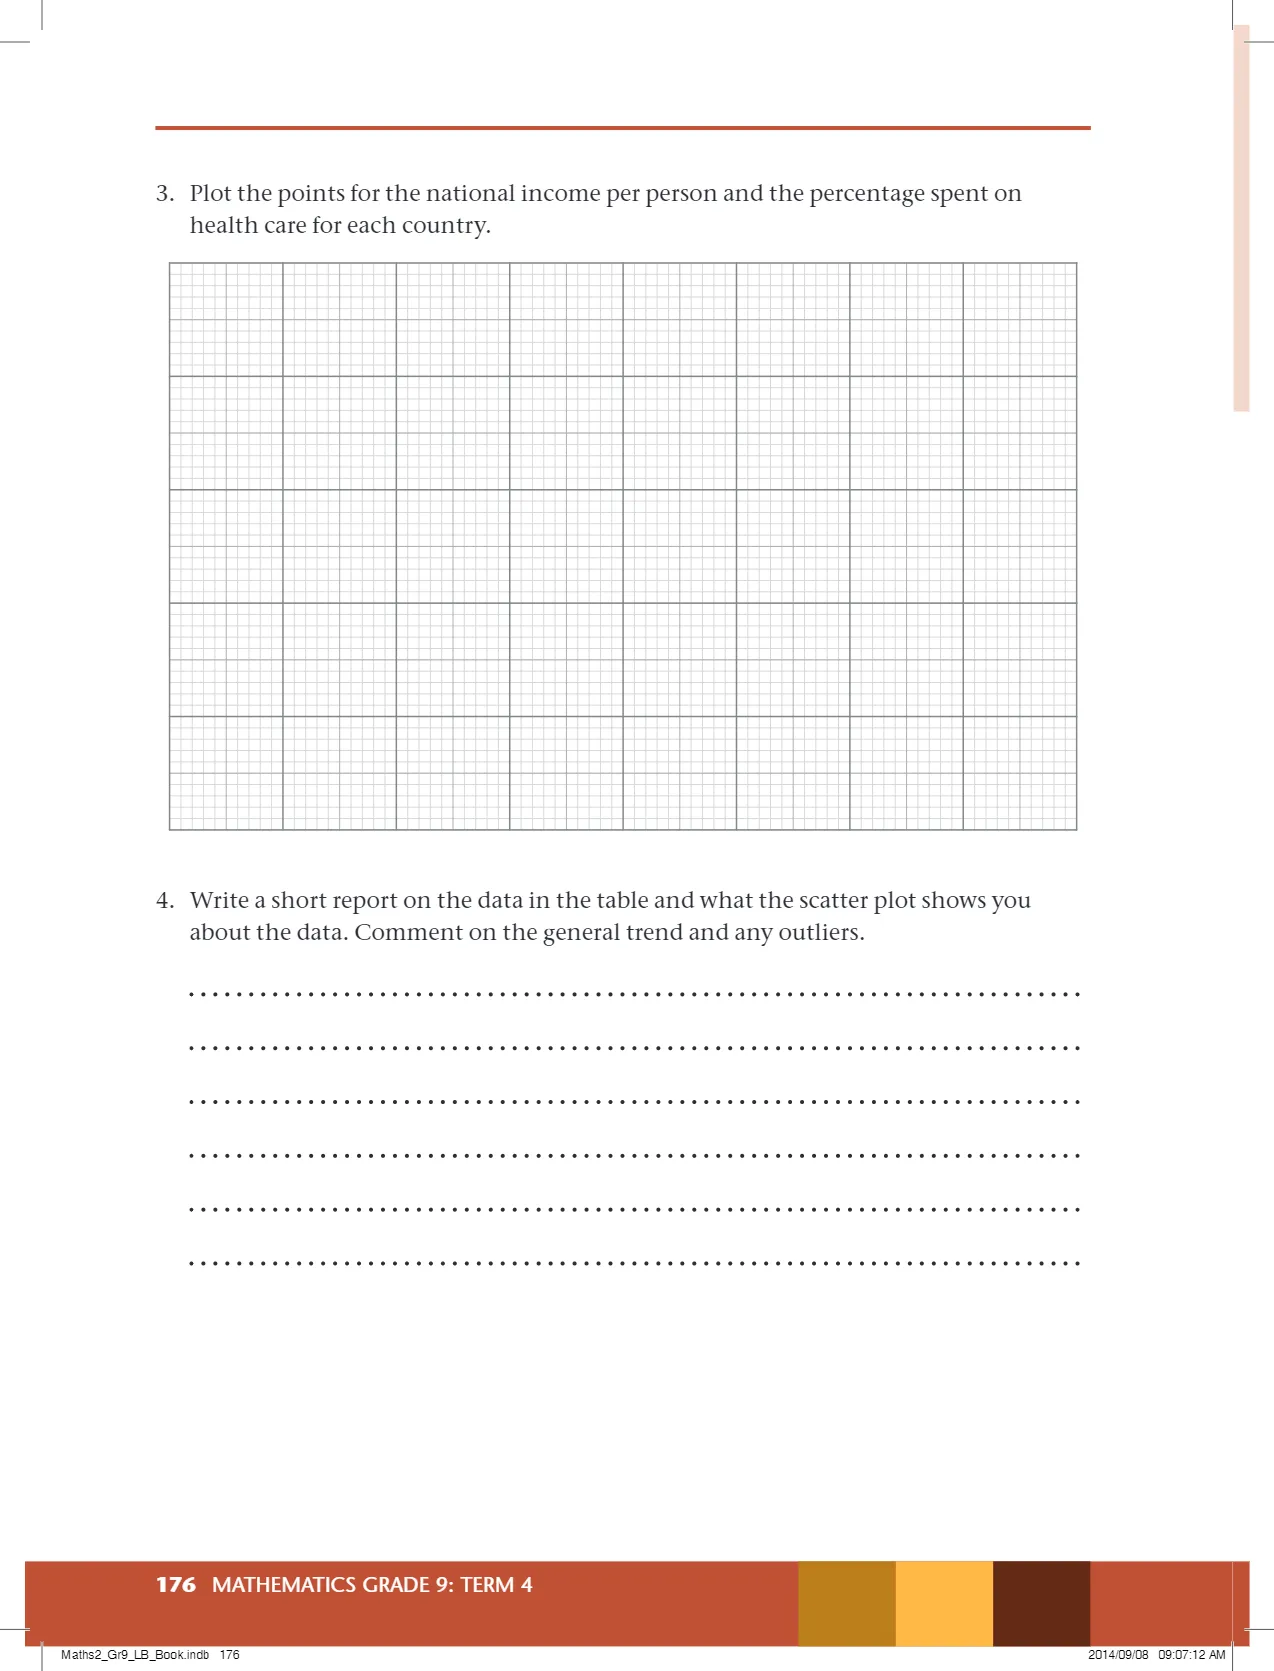 3. Plot the points for the national income per person and the percentage spent on
health care for each country.
4. Write a short report on the data in the table and what the scatter plot shows you
about the data. Comment on the general trend and any outliers.
176 MATHEMATICS GRADE 9: TERM 4
Maths2_Gr9_LB_Book.indb 176
2014/09/08 09:07:12 AM